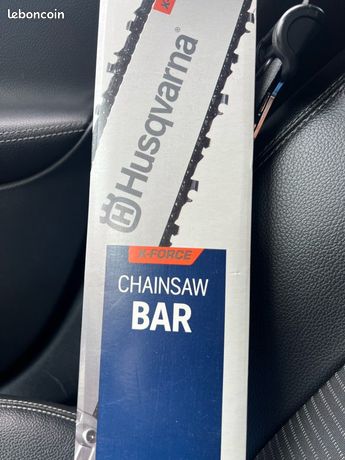 leboncoin
Husqvarna®
X-FORCE
CHAINSAW
BAR